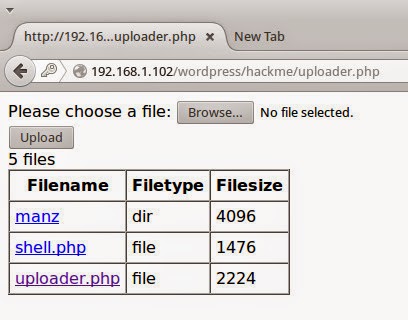 http://192.16...uploader.php
New Tab
192.168.1.102/wordpress/hackme/uploader.php
Please choose a file: Browse... No file selected.
Upload
5 files
Filename Filetype Filesize
manz dir 4096
shell.php file 1476
uploader.php file 2224